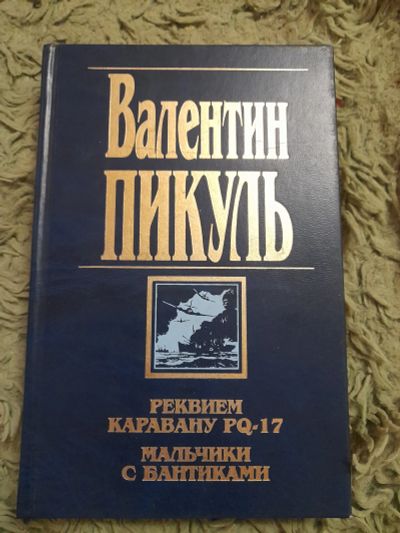 Валентин
ПИКУЛЬ
РЕКВИЕМ
КАРАВАНУ PQ-17
МАЛЬЧИКИ
С БАНТИКАМИ